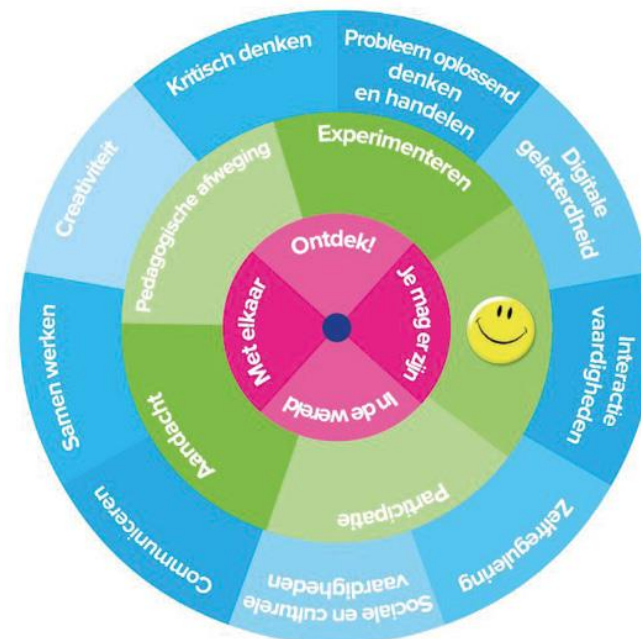 Kritisch denken
Probleem oplossend
denken
en handelen
Digitale
geletterdheid
Interactie
vaardigheden
Zelfregulering
Sociale en culturele
vaardigheden
Communiceren
Samen werken
Creativiteit
Pedagogische afweging
Experimenteren
Participatie
Aandacht
Ontdek!
Je mag er zijn
In de wereld
Met elkaar